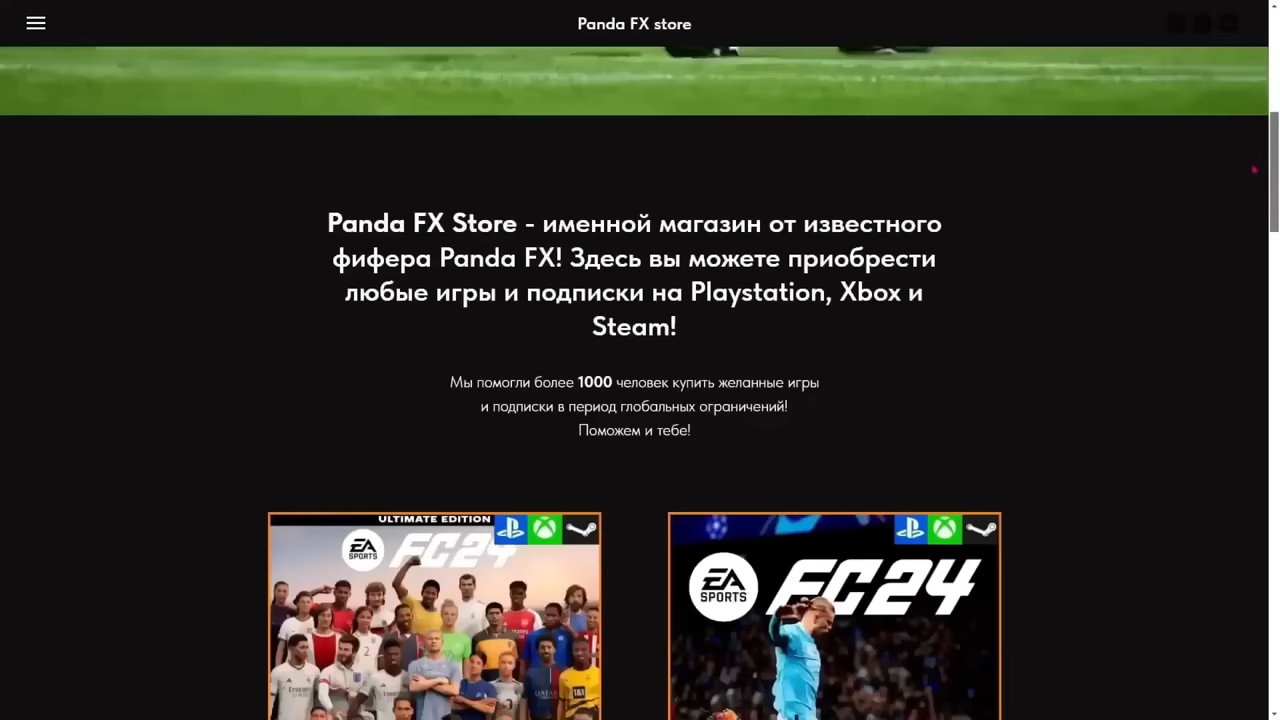 Panda FX store
Panda FX Store - именной магазин от известного
фифера Panda FX! Здесь вы можете приобрести
любые игры и подписки на Playstation, Xbox и
Steam!
Мы помогли более 1000 человек купить желанные игры
и подписки в период глобальных ограничений!
Поможем и тебе!
ULTIMATE EDITION
EA
SPORTS
FC24
EA
SPORTS
FC24